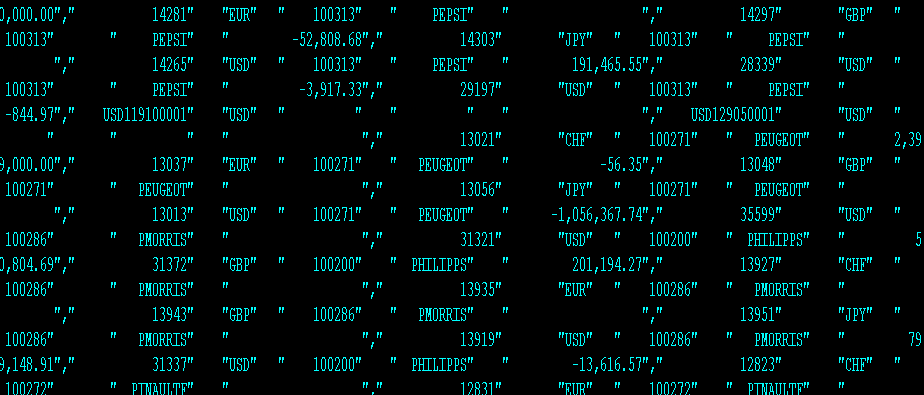 0,000.00"," 14281" "EUR" " 100313" " PEPSI" " "," 14297" "GBP" "
100313" " PEPSI" " -52,808.68"," 14303" "JPY" " 100313" " PEPSI" "
"," 14265" "USD" " 100313" " PEPSI" " 191,465.55"," 28339" "USD" "
100313" " PEPSI" " -3,917.33"," 29197" "USD" " 100313" " PEPSI" "
-844.97"," USD119100001" "USD" " " " " "," USD129050001" "USD" "
" " " "," 13021" "CHF" " 100271" " PEUGEOT" " 2,39
9,000.00"," 13037" "EUR" " 100271" " PEUGEOT" " -56.35"," 13048" "GBP" "
100271" " PEUGEOT" " "," 13056" "JPY" " 100271" " PEUGEOT" "
"," 13013" "USD" " 100271" " PEUGEOT" " -1,056,367.74"," 35599" "USD" "
100286" " PMORRIS" " "," 31321" "USD" " 100200" " PHILIPPS" " 5
0,804.69"," 31372" "GBP" " 100200" " PHILIPPS" " 201,194.27"," 13927" "CHF" "
100286" " PMORRIS" " "," 13935" "EUR" " 100286" " PMORRIS" "
"," 13943" "GBP" " 100286" " PMORRIS" " "," 13951" "JPY" "
100286" " PMORRIS" " "," 13919" "USD" " 100286" " PMORRIS" " 79
9,148.91"," 31337" "USD" " 100200" " PHILIPPS" " -13,616.57"," 12823" "CHF" "
100272" " PINAULTF" " "," 12831" "EUR" " 100272" " PINAULTF" "